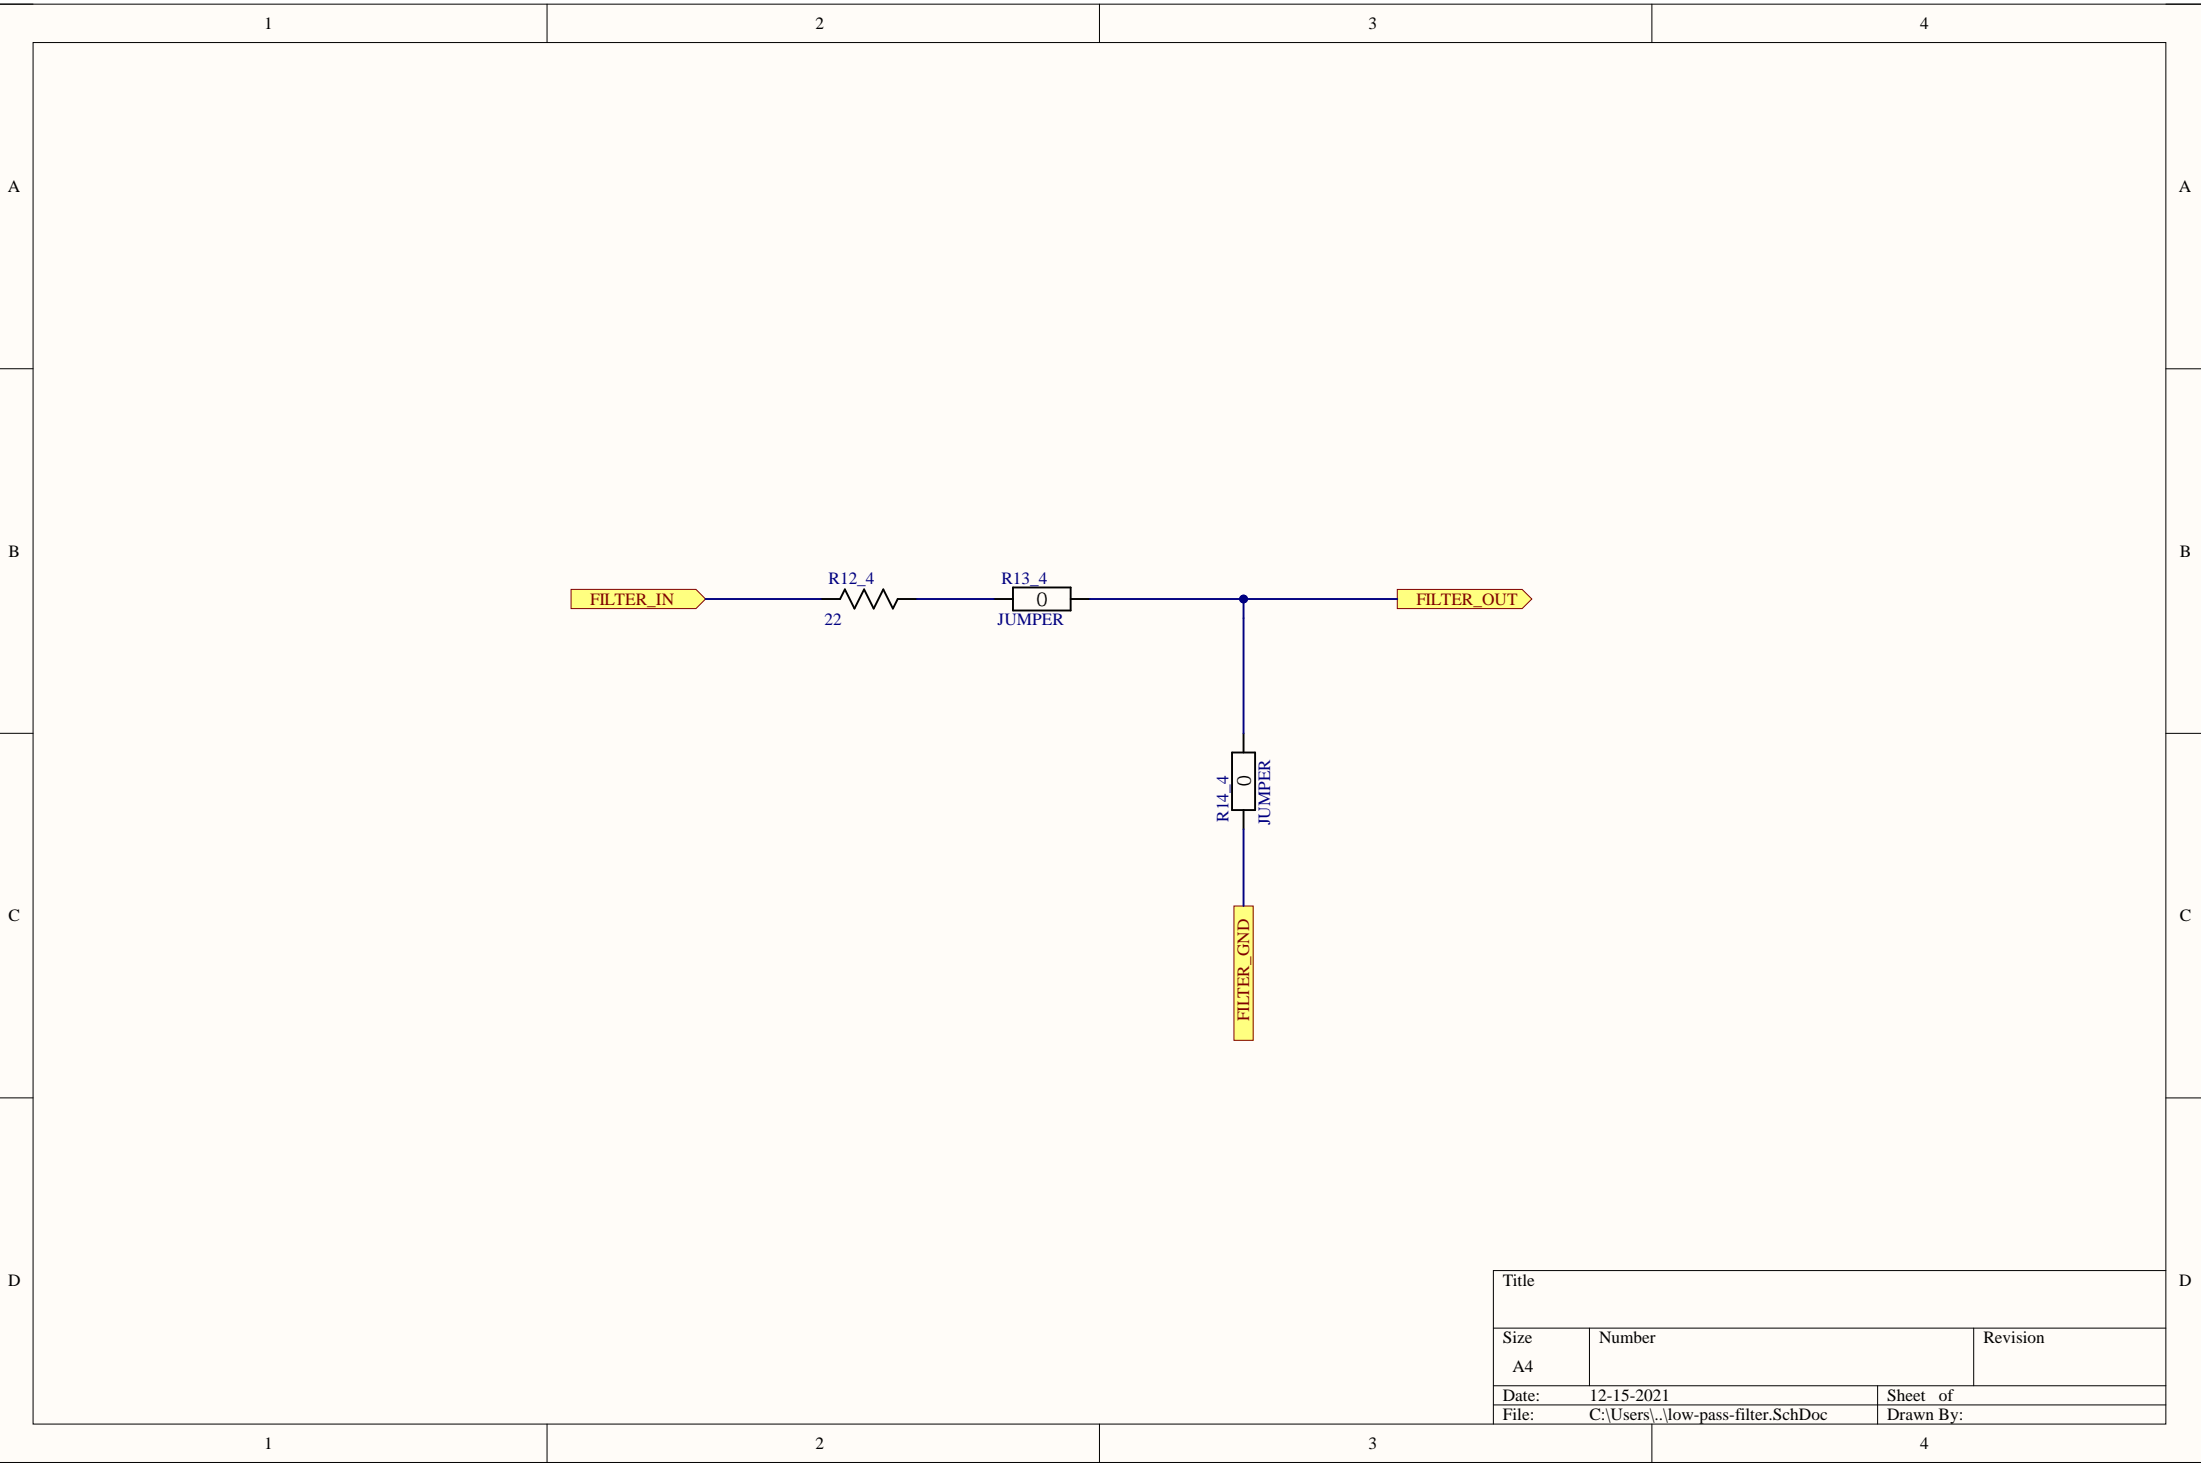 1 2 3 4
A A
B B
R12_4 R13_4
FILTER_IN 0 FILTER_OUT
22 JUMPER
R14_4 0 JUMPER
C C
FILTER_GND
D D
Title
Size Number Revision
A4
Date: 12-15-2021 Sheet of
File: C:\Users\..\low-pass-filter.SchDoc Drawn By:
1 2 3 4